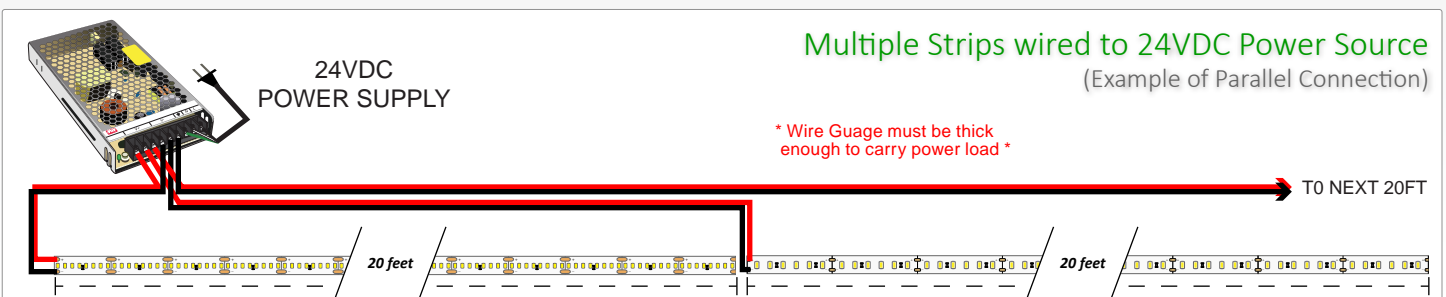 Multiple Strips wired to 24VDC Power Source
(Example of Parallel Connection)
24VDC
POWER SUPPLY
* Wire Guage must be thick
enough to carry power load *
T0 NEXT 20FT
20 feet
20 feet